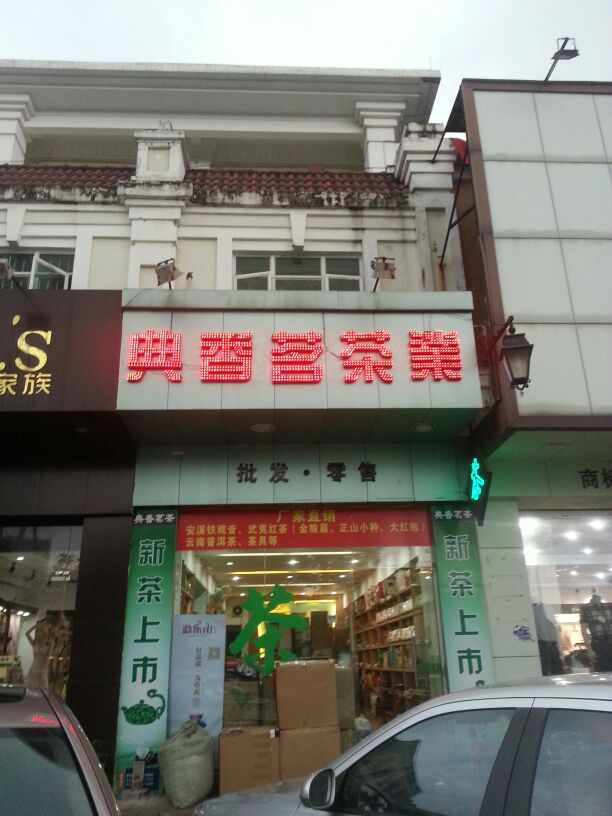 典香茗茶業
's
家族
批发·零售
商标
典香茗茶
厂家直销
安溪铁观音、武夷红茶（金骏眉、正山小种、大红袍）
云南普洱茶、茶具等
典香茗茶
新茶上市
茶
新茶上市